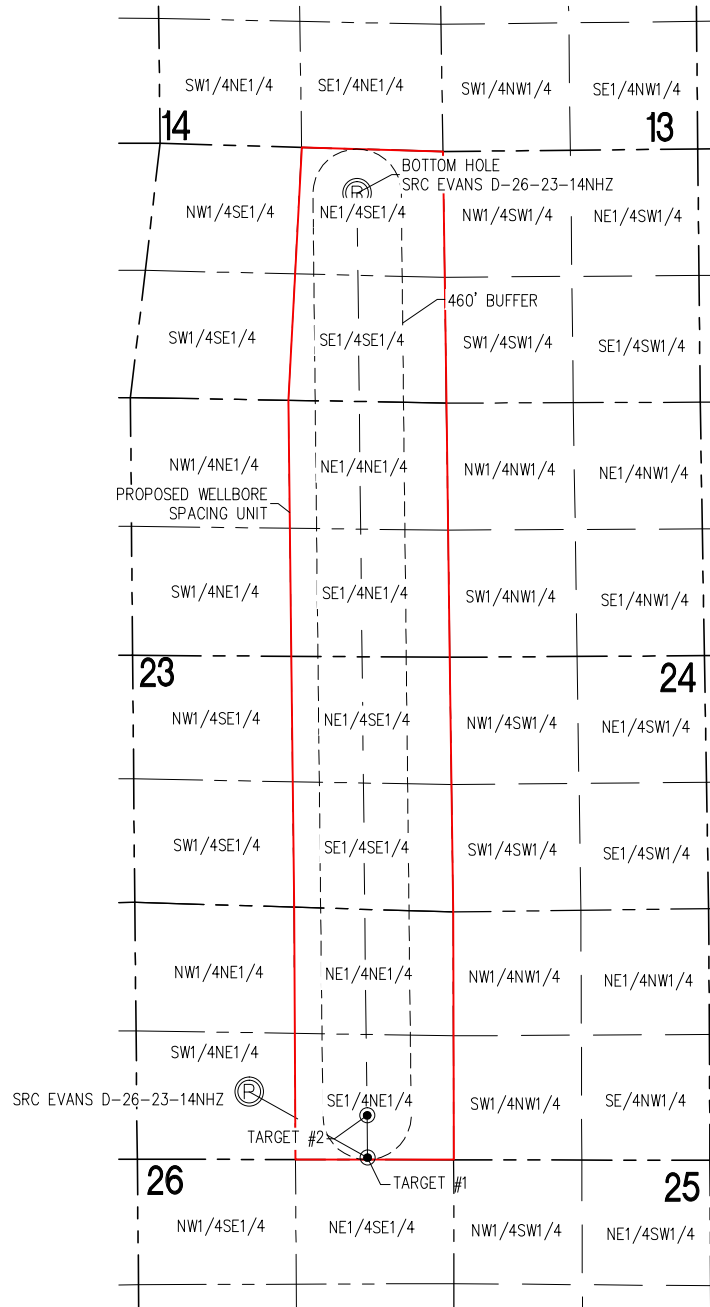 SW1/4NE1/4
SE1/4NE1/4
SW1/4NW1/4
SE1/4NW1/4
14
13
BOTTOM HOLE
SRC EVANS D-26-23-14NHZ
B
NW1/4SE1/4
NE1/4SE1/4
NW1/4SW1/4
NE1/4SW1/4
460' BUFFER
SW1/4SE1/4
SE1/4SE1/4
SW1/4SW1/4
SE1/4SW1/4
NW1/4NE1/4
NE1/4NE1/4
NW1/4NW1/4
NE1/4NW1/4
PROPOSED WELLBORE
SPACING UNIT
SW1/4NE1/4
SE1/4NE1/4
SW1/4NW1/4
SE1/4NW1/4
23
24
NW1/4SE1/4
NE1/4SE1/4
NW1/4SW1/4
NE1/4SW1/4
SW1/4SE1/4
SE1/4SE1/4
SW1/4SW1/4
SE1/4SW1/4
NW1/4NE1/4
NE1/4NE1/4
NW1/4NW1/4
NE1/4NW1/4
SW1/4NE1/4
SRC EVANS D-26-23-14NHZ
P
SE1/4NE1/4
SW1/4NW1/4
SE/4NW1/4
TARGET #2
TARGET #1
26
25
NW1/4SE1/4
NE1/4SE1/4
NW1/4SW1/4
NE1/4SW1/4